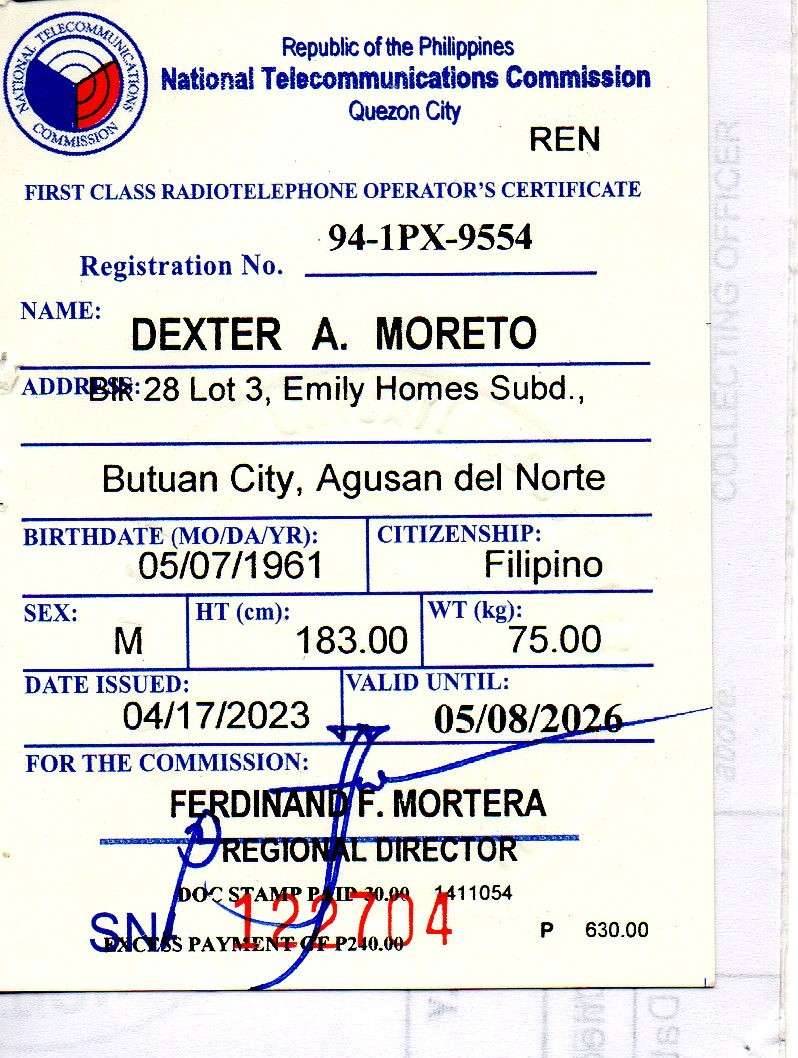 NATIONAL TELECOMMUNICATIONS COMMISSION
Republic of the Philippines
National Telecommunications Commission
Quezon City
REN
FIRST CLASS RADIOTELEPHONE OPERATOR'S CERTIFICATE
Registration No. 94-1PX-9554
NAME:
DEXTER A. MORETO
ADDRESS: Blk 28 Lot 3, Emily Homes Subd.,
Butuan City, Agusan del Norte
BIRTHDATE (MO/DA/YR): CITIZENSHIP:
05/07/1961 Filipino
SEX: HT (cm): WT (kg):
M 183.00 75.00
DATE ISSUED: VALID UNTIL:
04/17/2023 05/08/2026
FOR THE COMMISSION:
FERDINAND F. MORTERA
REGIONAL DIRECTOR
DOC STAMP PAID 30.00 1411054
SN 122704
EXCESS PAYMENT OF P240.00 P 630.00
COLLECTING OFFICER